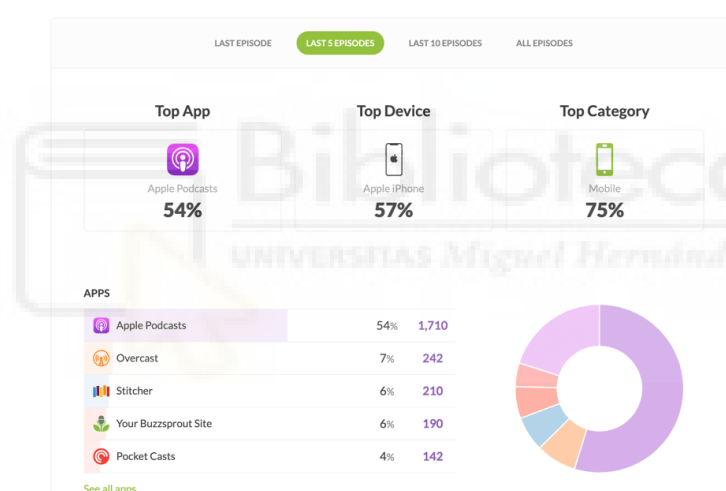 LAST EPISODE LAST 5 EPISODES LAST 10 EPISODES ALL EPISODES
Top App Top Device Top Category
Apple Podcasts Apple iPhone Mobile
54% 57% 75%
Biblioteca
UNIVERSITAS Miguel Hernánd
APPS
Apple Podcasts 54% 1,710
Overcast 7% 242
Stitcher 6% 210
Your Buzzsprout Site 6% 190
Pocket Casts 4% 142
See all apps